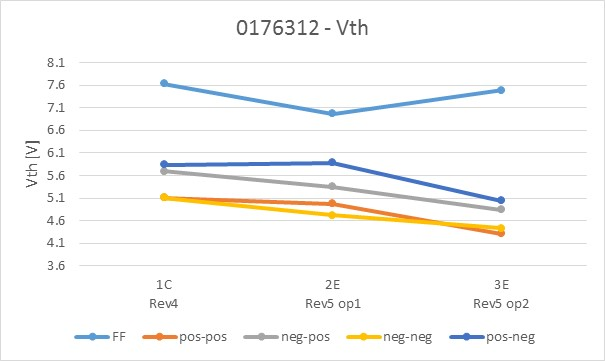 0176312 - Vth
8.1
7.6
7.1
6.6
6.1
5.6
5.1
4.6
4.1
3.6
Vth [V]
1C 2E 3E
Rev4 Rev5 op1 Rev5 op2
FF pos-pos neg-pos neg-neg pos-neg